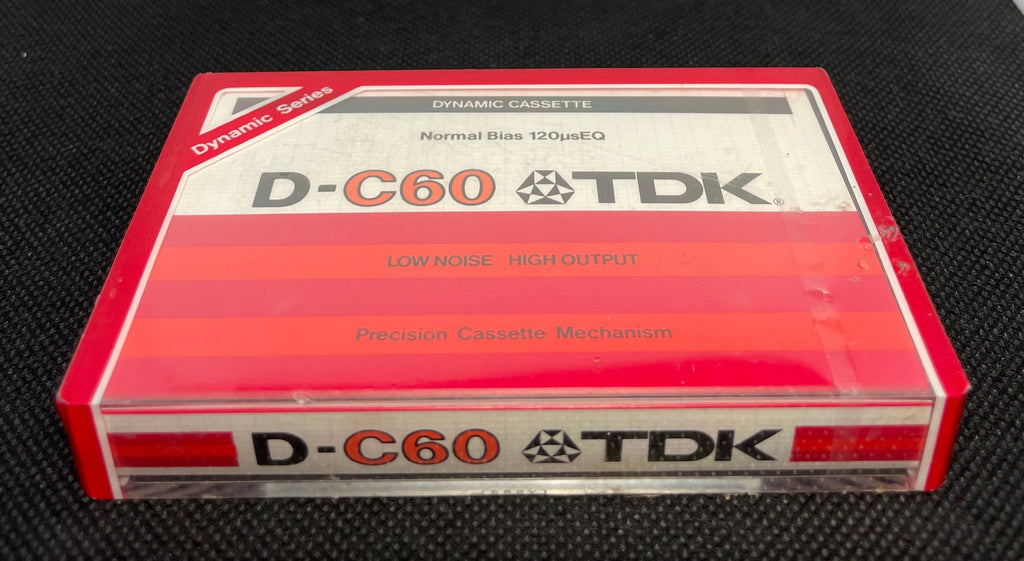 Dynamic Series
DYNAMIC CASSETTE
Normal Bias 120µsEQ
D-C60 TDK®
LOW NOISE HIGH OUTPUT
Precision Cassette Mechanism
D-C60 TDK